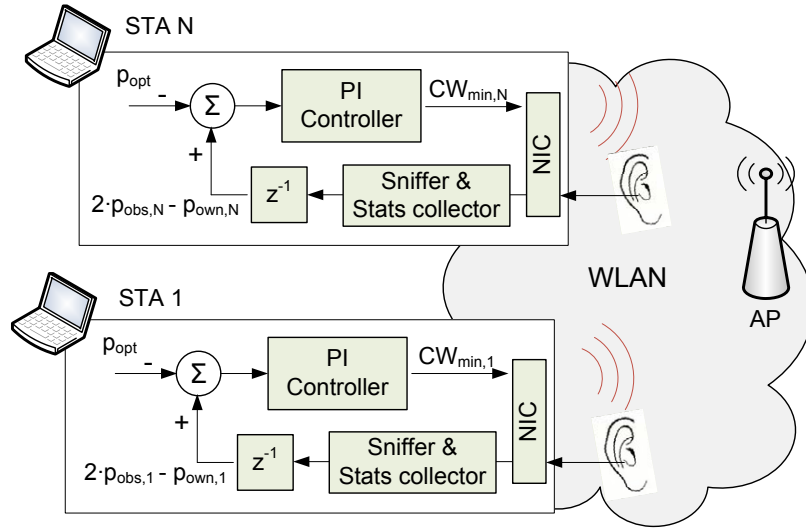 STA N
p_opt
-
Σ
+
PI
Controller
CW_min,N
NIC
z^-1
Sniffer &
Stats collector
2·p_obs,N - p_own,N
WLAN
AP
STA 1
p_opt
-
Σ
+
PI
Controller
CW_min,1
NIC
z^-1
Sniffer &
Stats collector
2·p_obs,1 - p_own,1